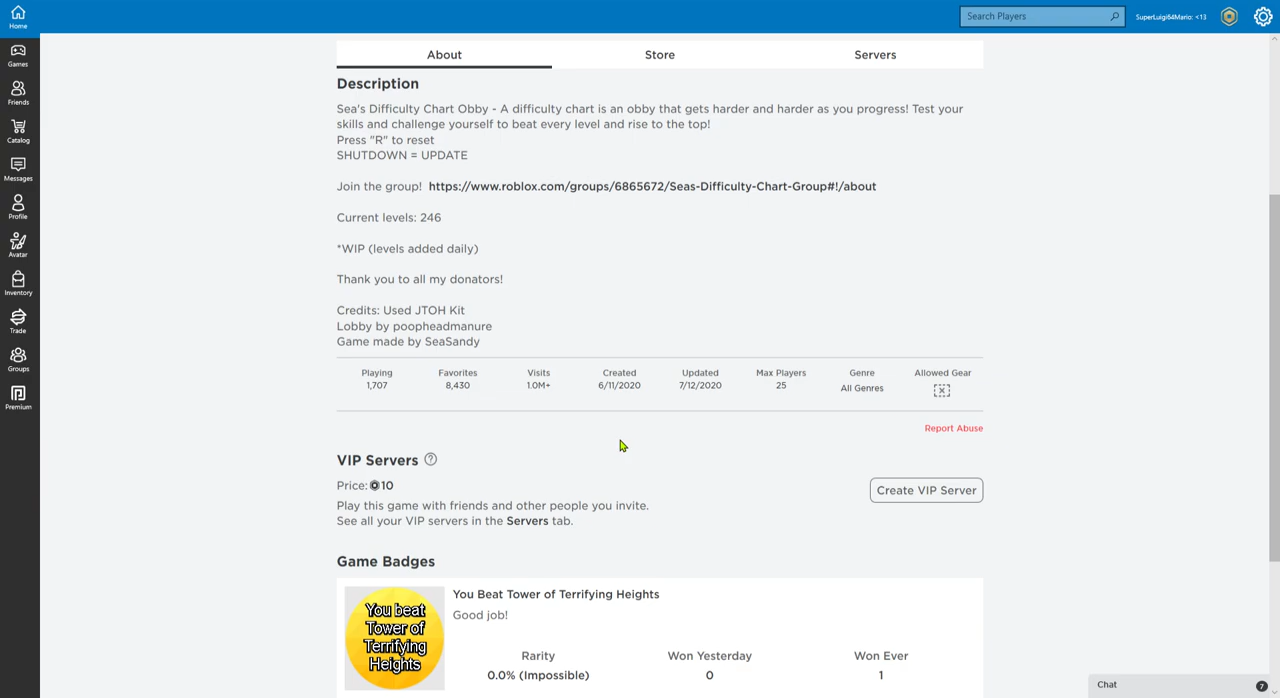 Home
Search Players
SuperLuigi64Mario: <13
Games
Friends
Catalog
Messages
Profile
Avatar
Inventory
Trade
Groups
Premium
About Store Servers
Description
Sea's Difficulty Chart Obby - A difficulty chart is an obby that gets harder and harder as you progress! Test your
skills and challenge yourself to beat every level and rise to the top!
Press "R" to reset
SHUTDOWN = UPDATE
Join the group! https://www.roblox.com/groups/6865672/Seas-Difficulty-Chart-Group#!/about
Current levels: 246
*WIP (levels added daily)
Thank you to all my donators!
Credits: Used JTOH Kit
Lobby by poopheadmanure
Game made by SeaSandy
Playing Favorites Visits Created Updated Max Players Genre Allowed Gear
1,707 8,430 1.0M+ 6/11/2020 7/12/2020 25 All Genres
Report Abuse
VIP Servers ?
Price: 10
Create VIP Server
Play this game with friends and other people you invite.
See all your VIP servers in the Servers tab.
Game Badges
You beat
Tower of
Terrifying
Heights
You Beat Tower of Terrifying Heights
Good job!
Rarity Won Yesterday Won Ever
0.0% (Impossible) 0 1
Chat 7